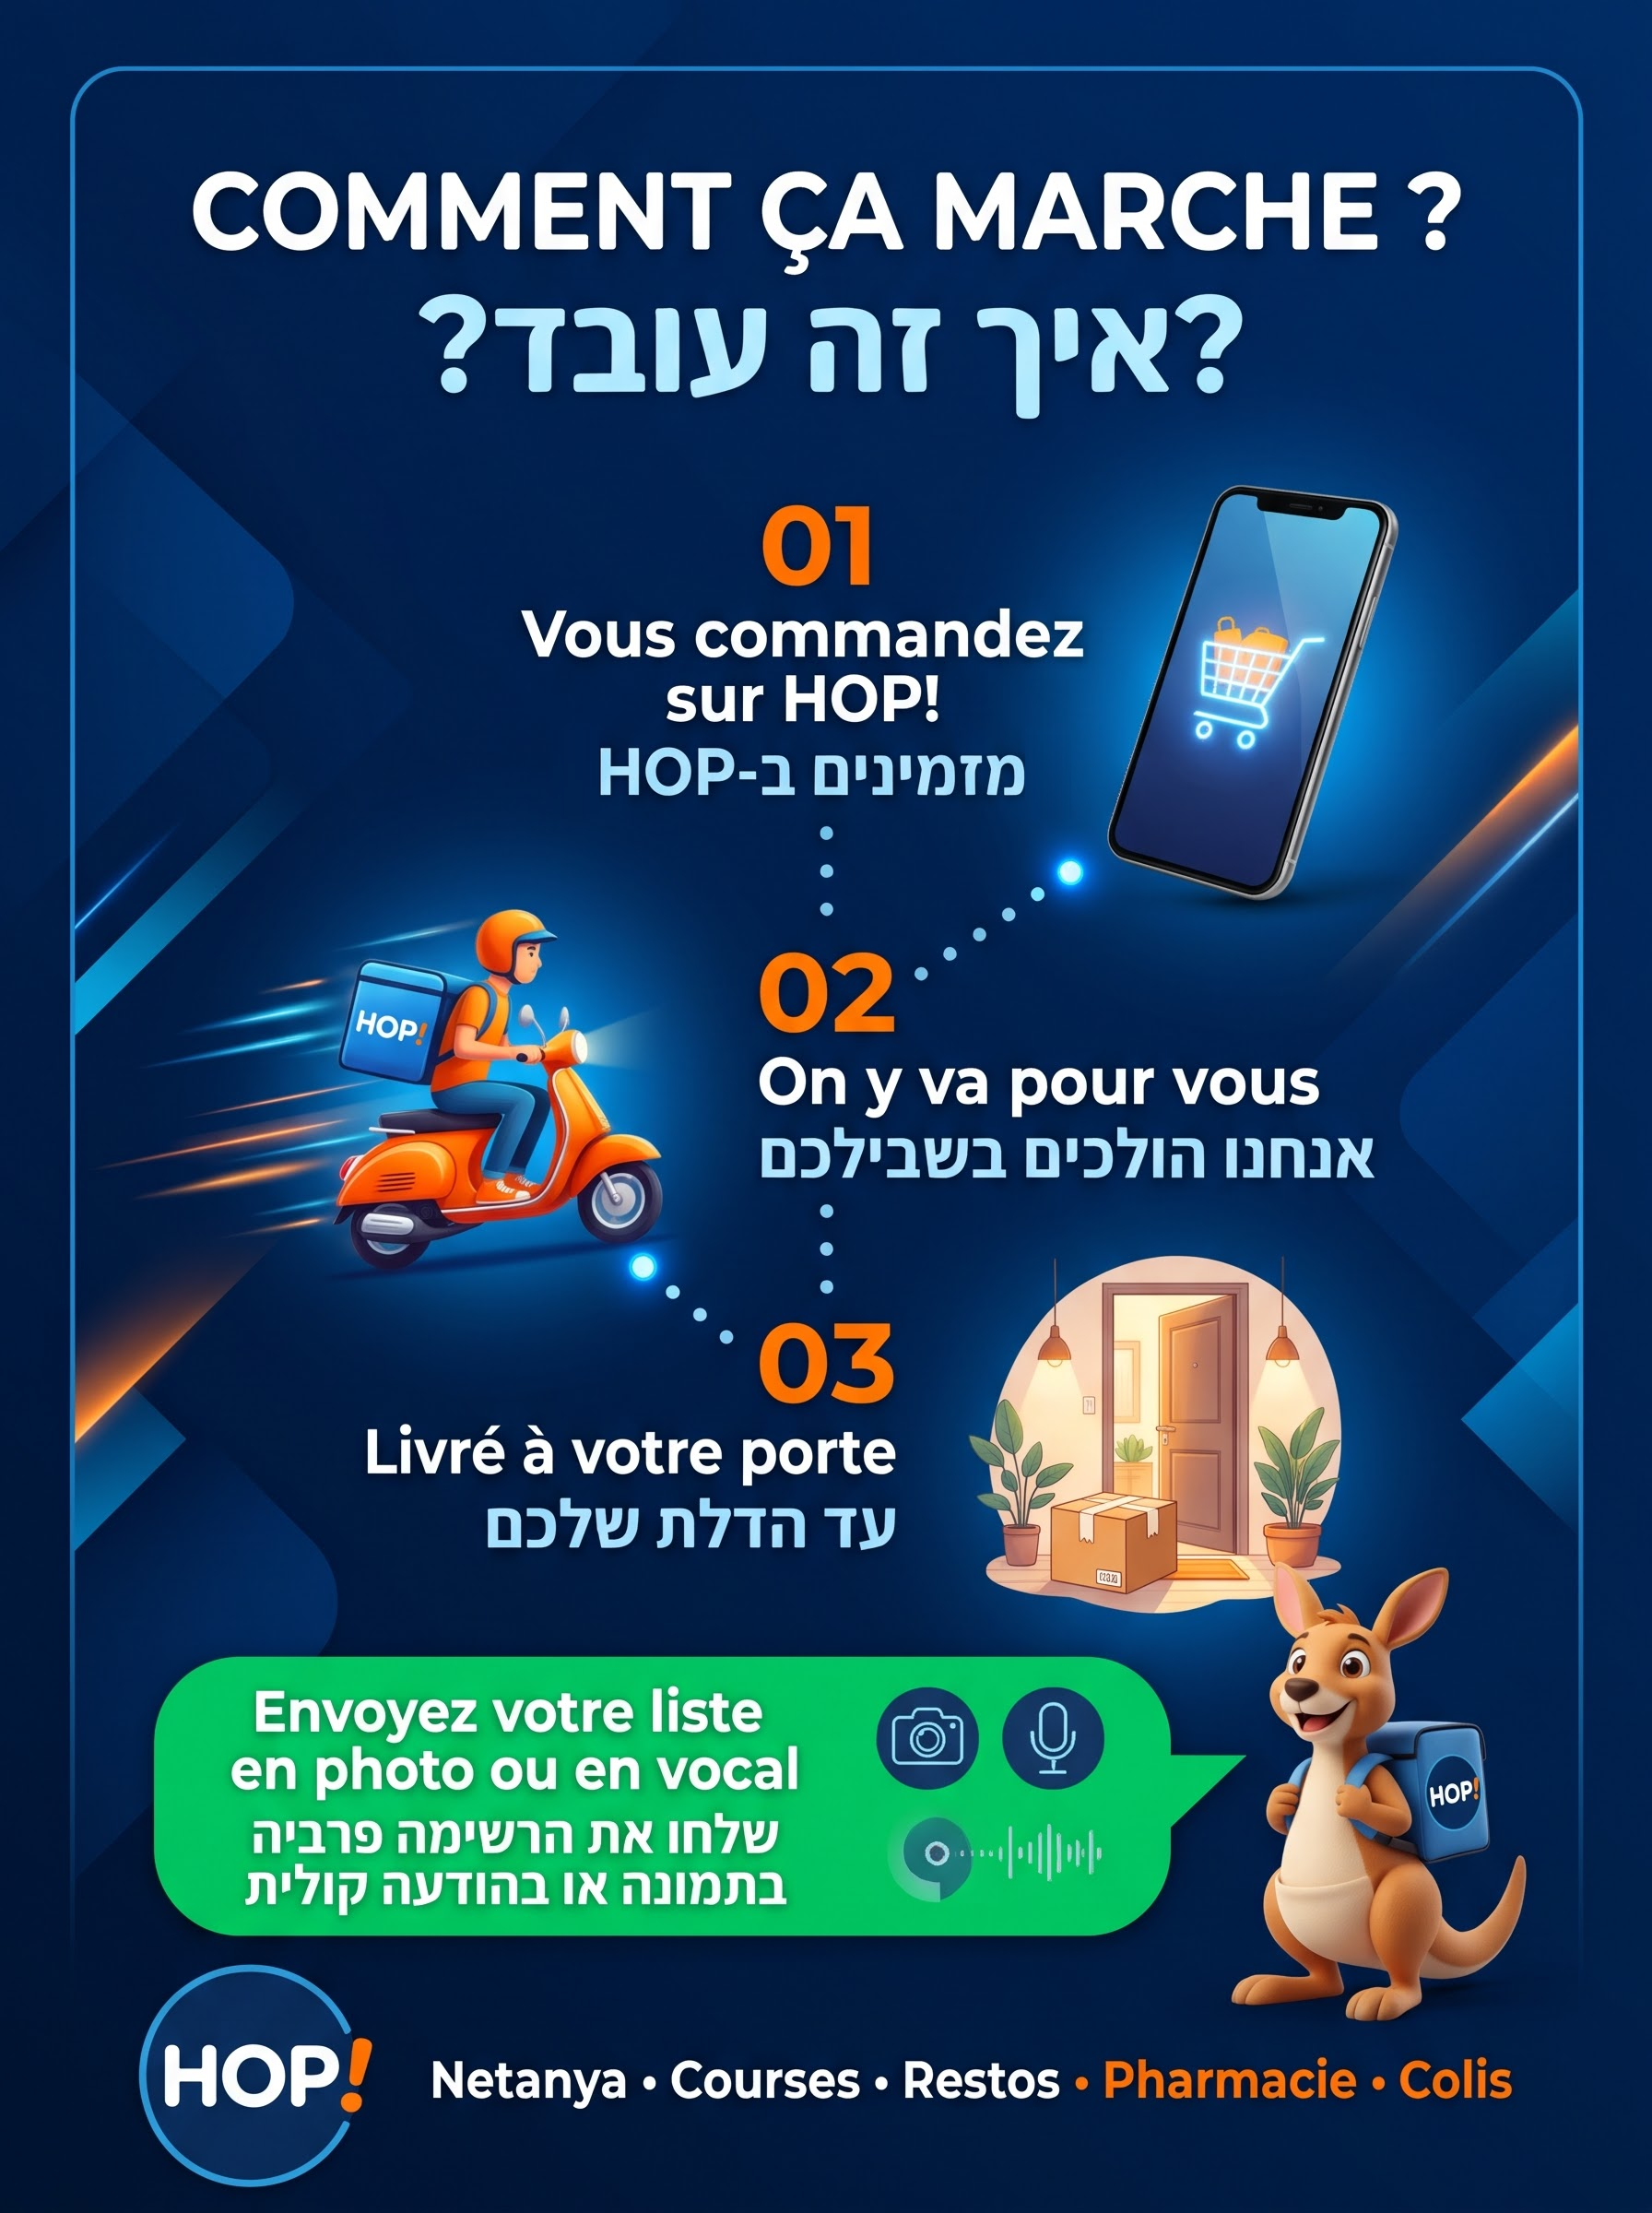 COMMENT ÇA MARCHE ?
?איך זה עובד?
01
Vous commandez
sur HOP!
מזמינים ב-HOP
HOP!
02
On y va pour vous
אנחנו הולכים בשבילכם
03
Livré à votre porte
עד הדלת שלכם
Envoyez votre liste
en photo ou en vocal
שלחו את הרשימה פרביה
בתמונה או בהודעה קולית
HOP!
HOP!
Netanya • Courses • Restos • Pharmacie • Colis